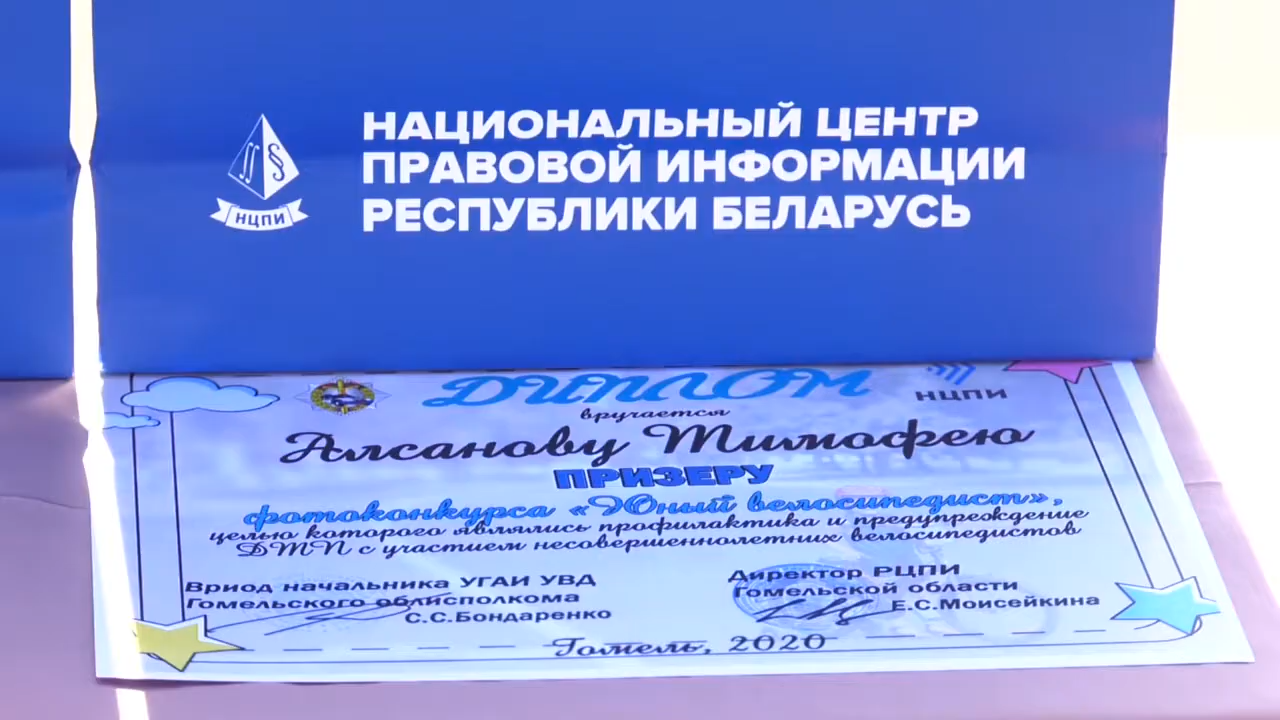 НАЦИОНАЛЬНЫЙ ЦЕНТР
ПРАВОВОЙ ИНФОРМАЦИИ
РЕСПУБЛИКИ БЕЛАРУСЬ
НЦПИ
ДИПЛОМ
НЦПИ
вручается
Алсанову Тимофею
ПРИЗЕРУ
фотоконкурса «Юный велосипедист»,
целью которого являлись профилактика и предупреждение
ДТП с участием несовершеннолетних велосипедистов
Вриод начальника УГАИ УВД
Гомельского облисполкома
С.С.Бондаренко
Директор РЦПИ
Гомельской области
Е.С.Моисейкина
Гомель, 2020